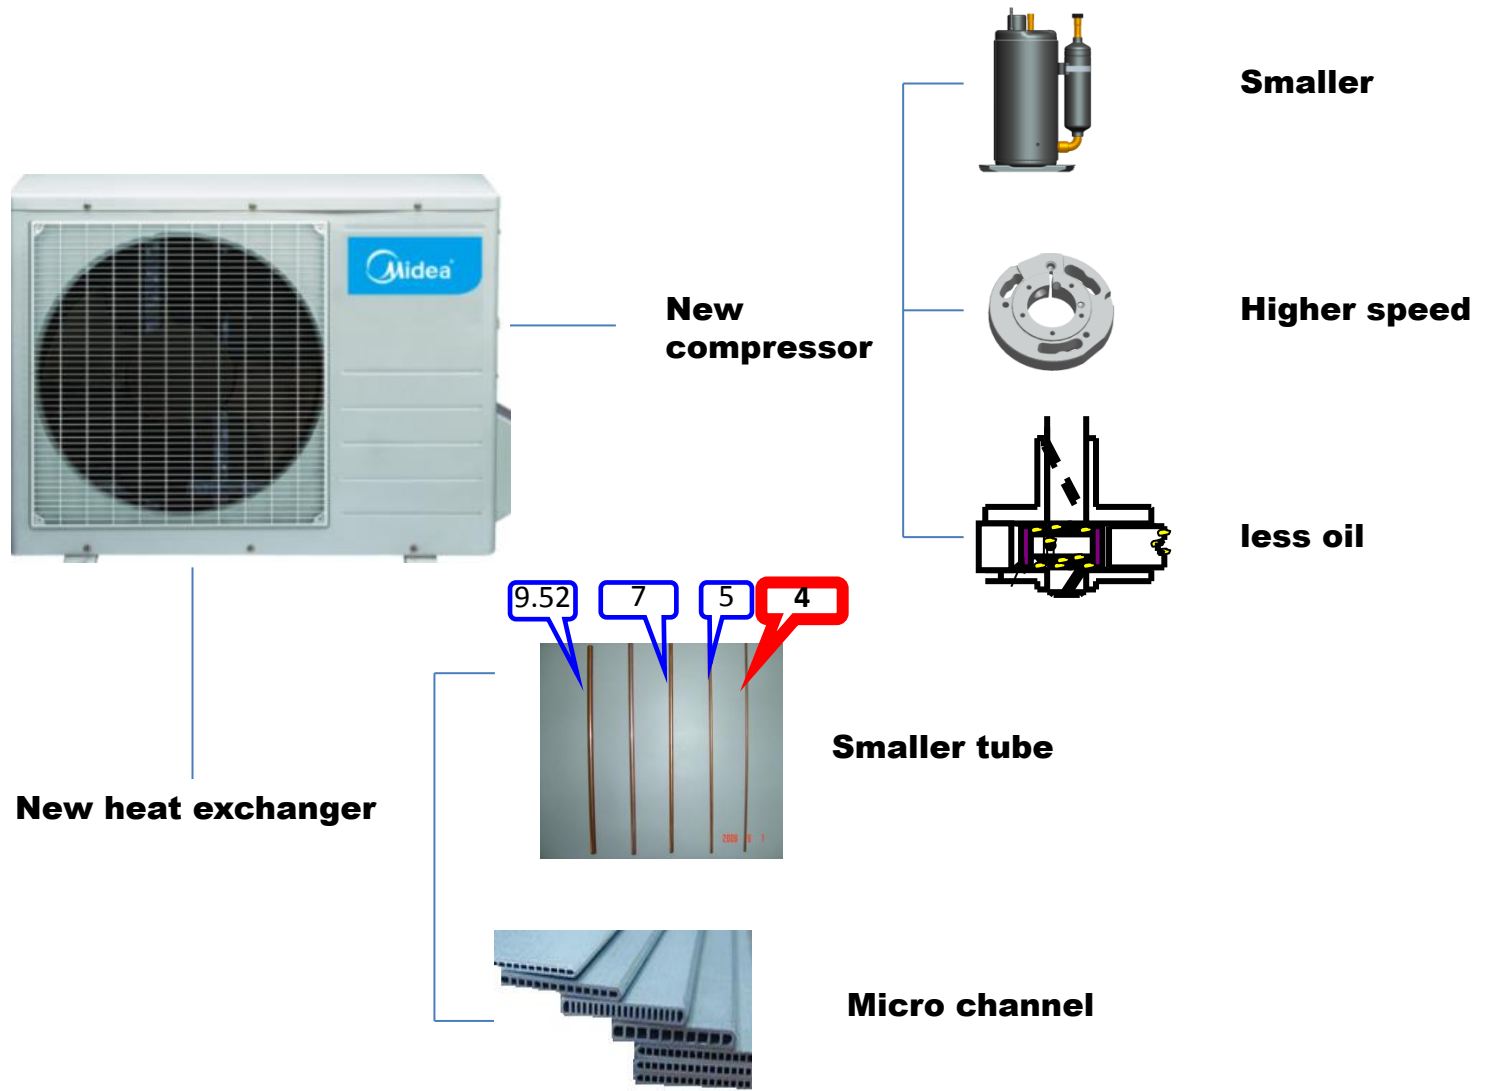 Smaller
Midea
New
compressor
Higher speed
less oil
9.52
7
5
4
Smaller tube
New heat exchanger
Micro channel